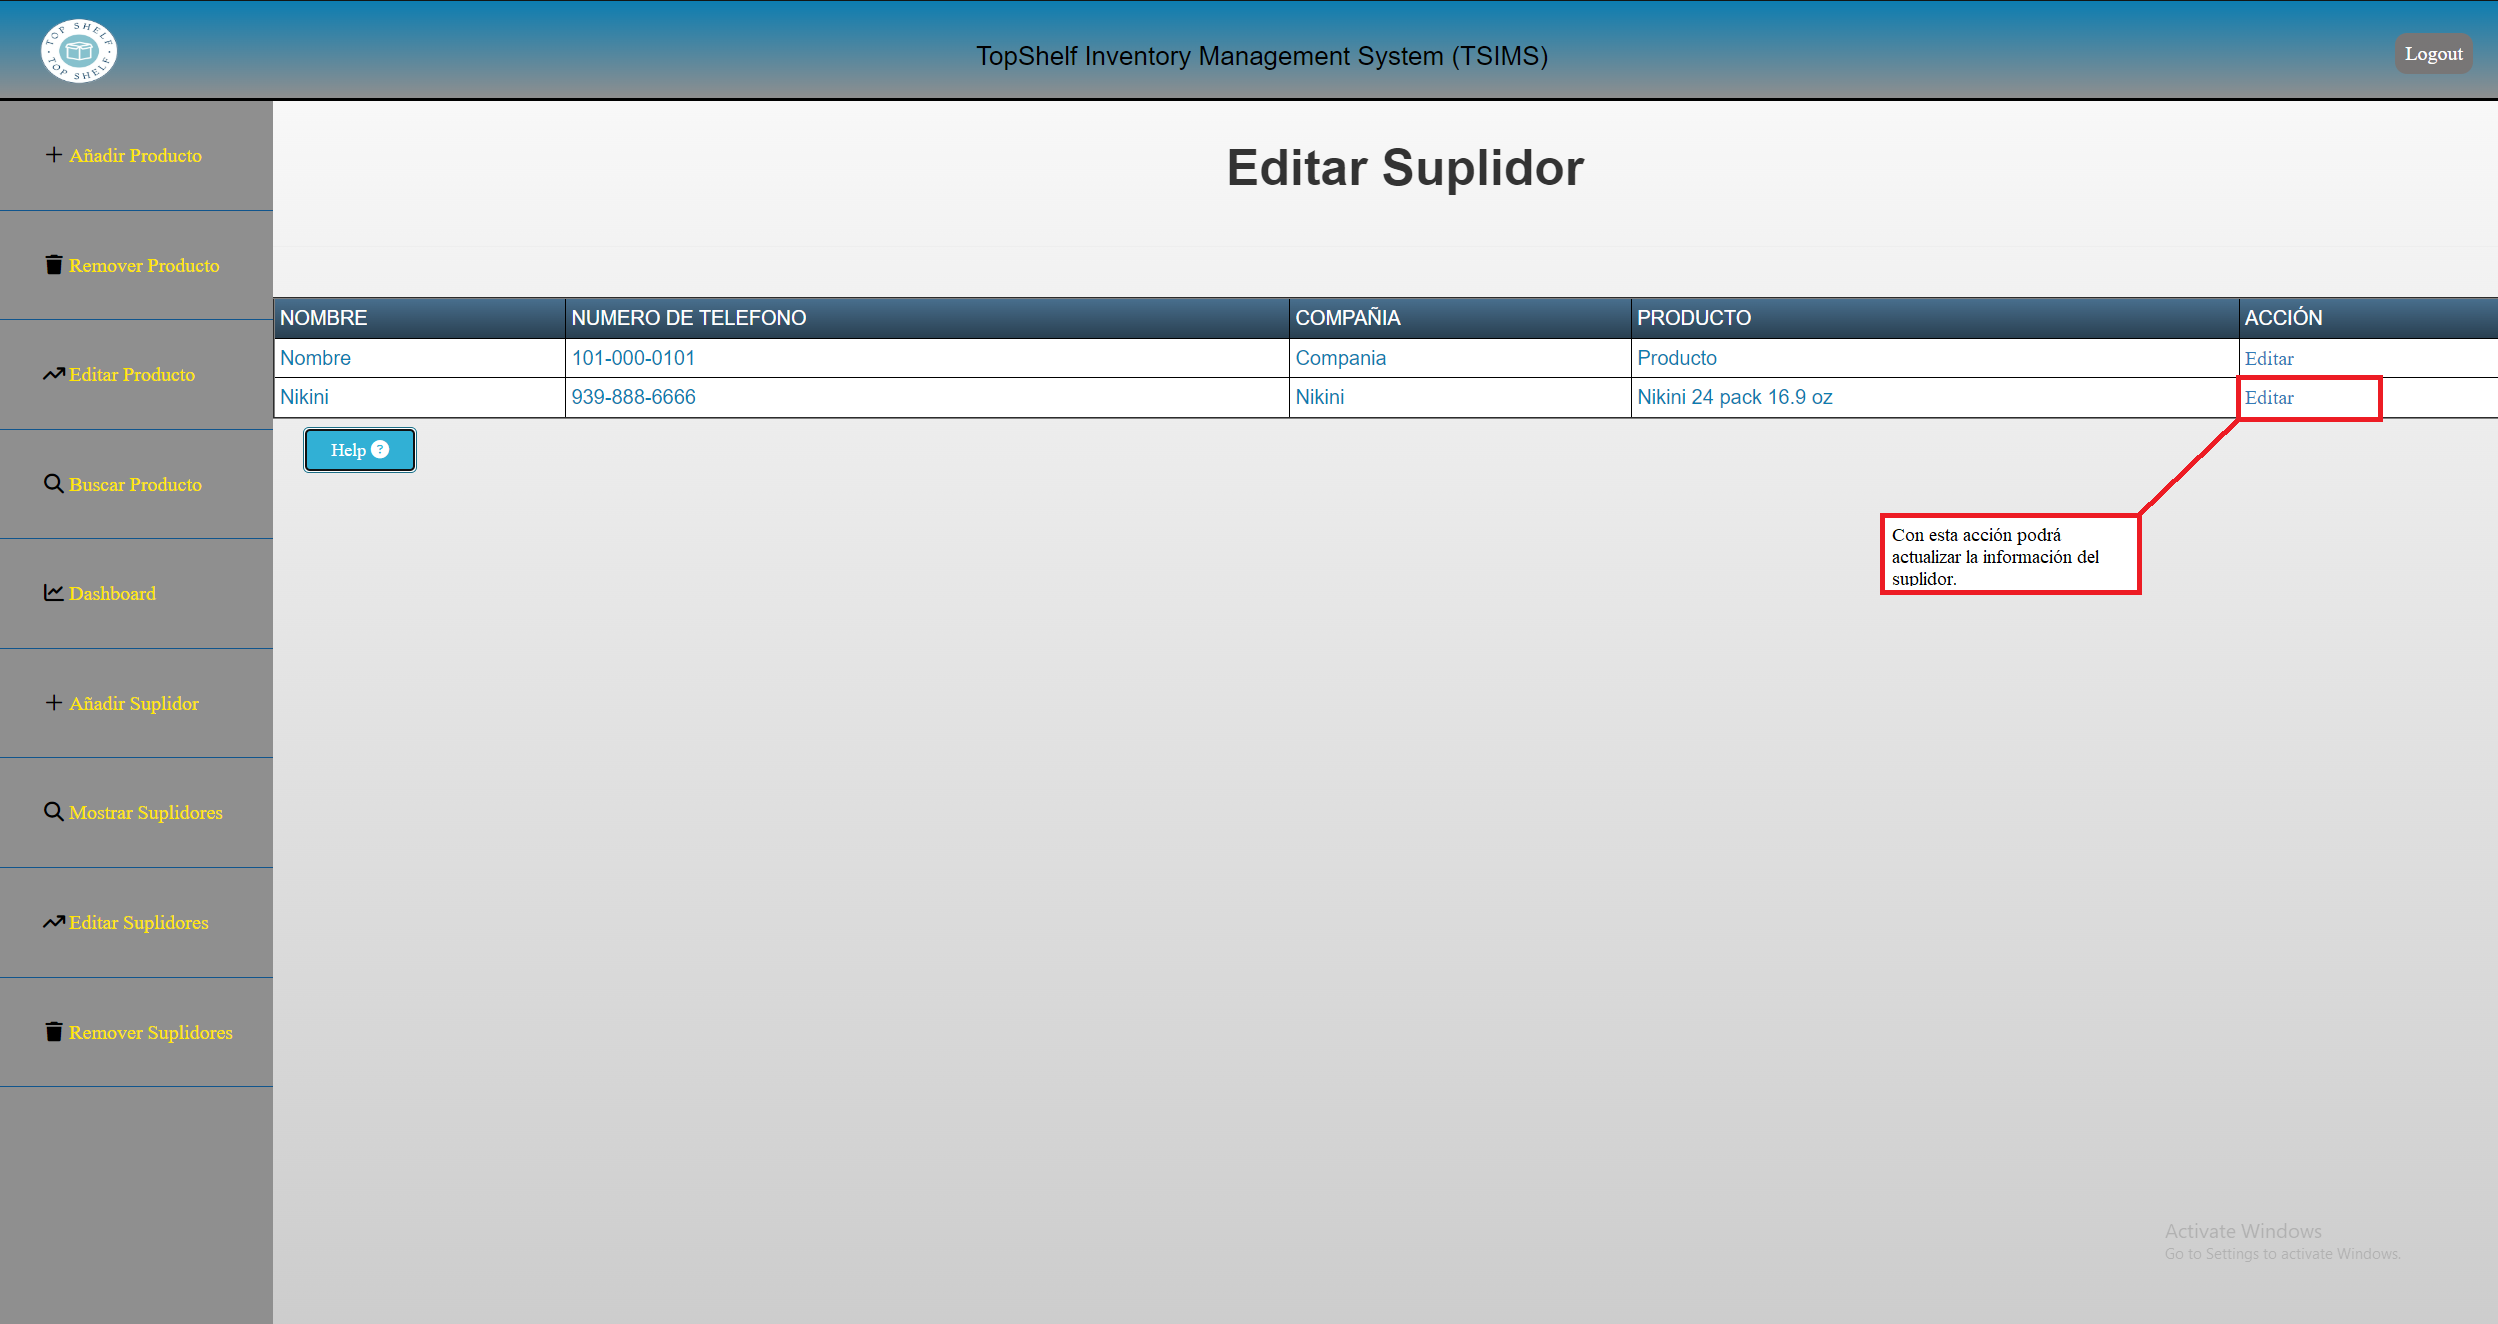 TOP SHELF
TOP SHELF
TopShelf Inventory Management System (TSIMS)
Logout
Añadir Producto
Remover Producto
Editar Producto
Buscar Producto
Dashboard
Añadir Suplidor
Mostrar Suplidores
Editar Suplidores
Remover Suplidores
Editar Suplidor
NOMBRE NUMERO DE TELEFONO COMPAÑIA PRODUCTO ACCIÓN
Nombre 101-000-0101 Compania Producto Editar
Nikini 939-888-6666 Nikini Nikini 24 pack 16.9 oz Editar
Help ?
Con esta acción podrá
actualizar la información del
suplidor.
Activate Windows
Go to Settings to activate Windows.